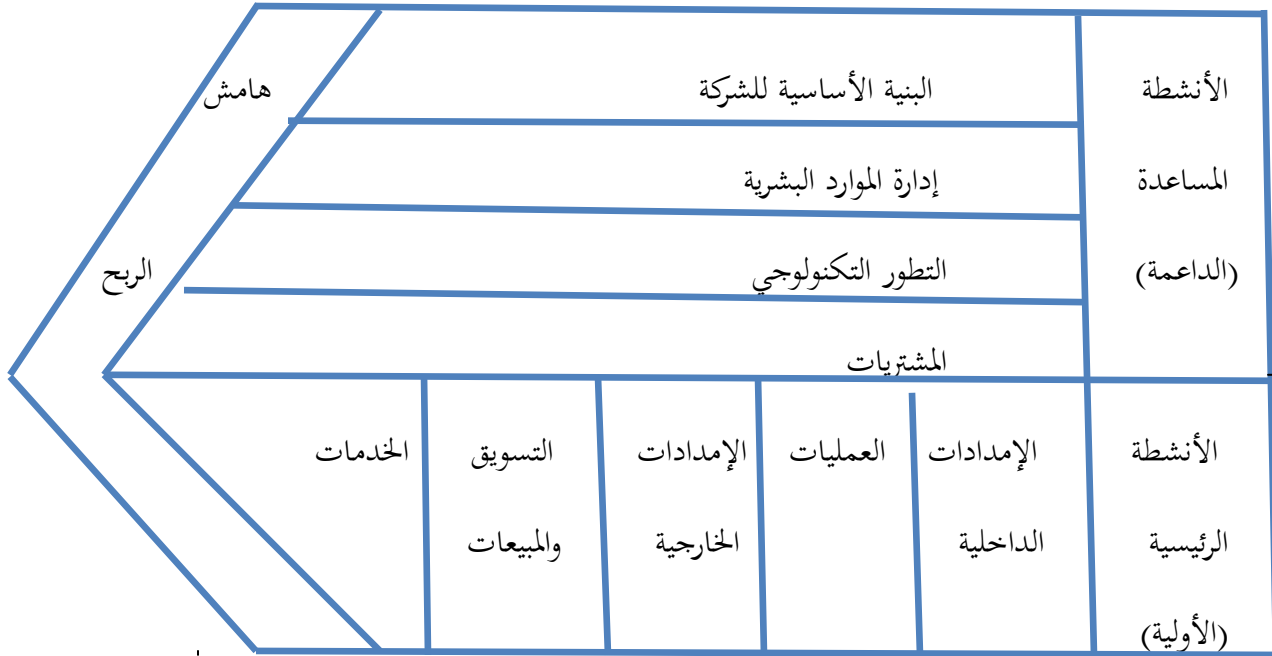 الأنشطة
المساعدة
(الداعمة)
البنية الأساسية للشركة
إدارة الموارد البشرية
التطور التكنولوجي
المشتريات
هامش
الربح
الأنشطة
الرئيسية
(الأولية)
الإمدادات
الداخلية
العمليات
الإمدادات
الخارجية
التسويق
والمبيعات
الخدمات